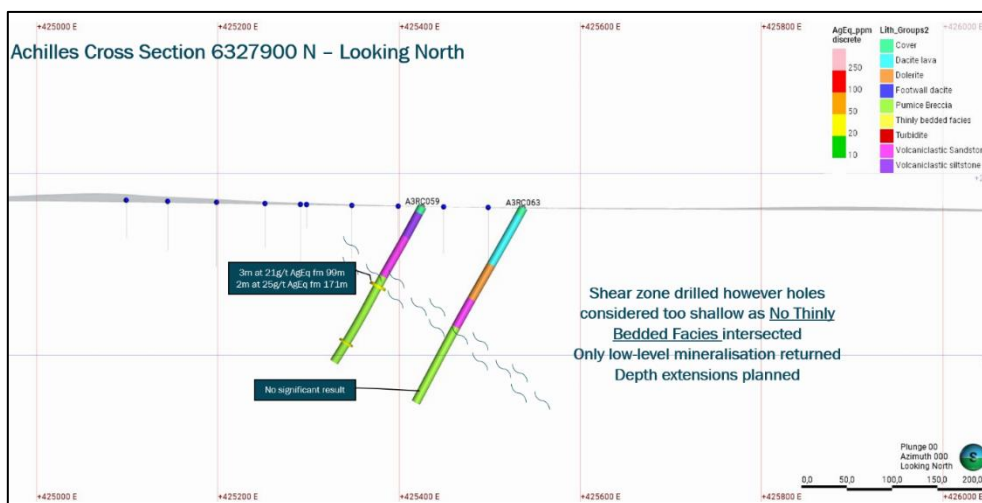 +425000 E +425200 E +425400 E +425600 E +425800 E +426000 E
Achilles Cross Section 6327900 N – Looking North
AgEq_ppm
discrete
250
100
50
20
10
Lith_Groups2
Cover
Dacite lava
Dolerite
Footwall dacite
Pumice Breccia
Thinly bedded facies
Turbidite
Volcaniclastic Sandston
Volcaniclastic siltstone
A3RC059
A3RC063
3m at 21g/t AgEq fm 99m
2m at 25g/t AgEq fm 171m
Shear zone drilled however holes
considered too shallow as No Thinly
Bedded Facies intersected
Only low-level mineralisation returned
Depth extensions planned
No significant result
Plunge 00
Azimuth 000
Looking North
0,0 50,0 100,0 150,0 200,0
+425000 E +425200 E +425400 E +425600 E +425800 E +426000 E